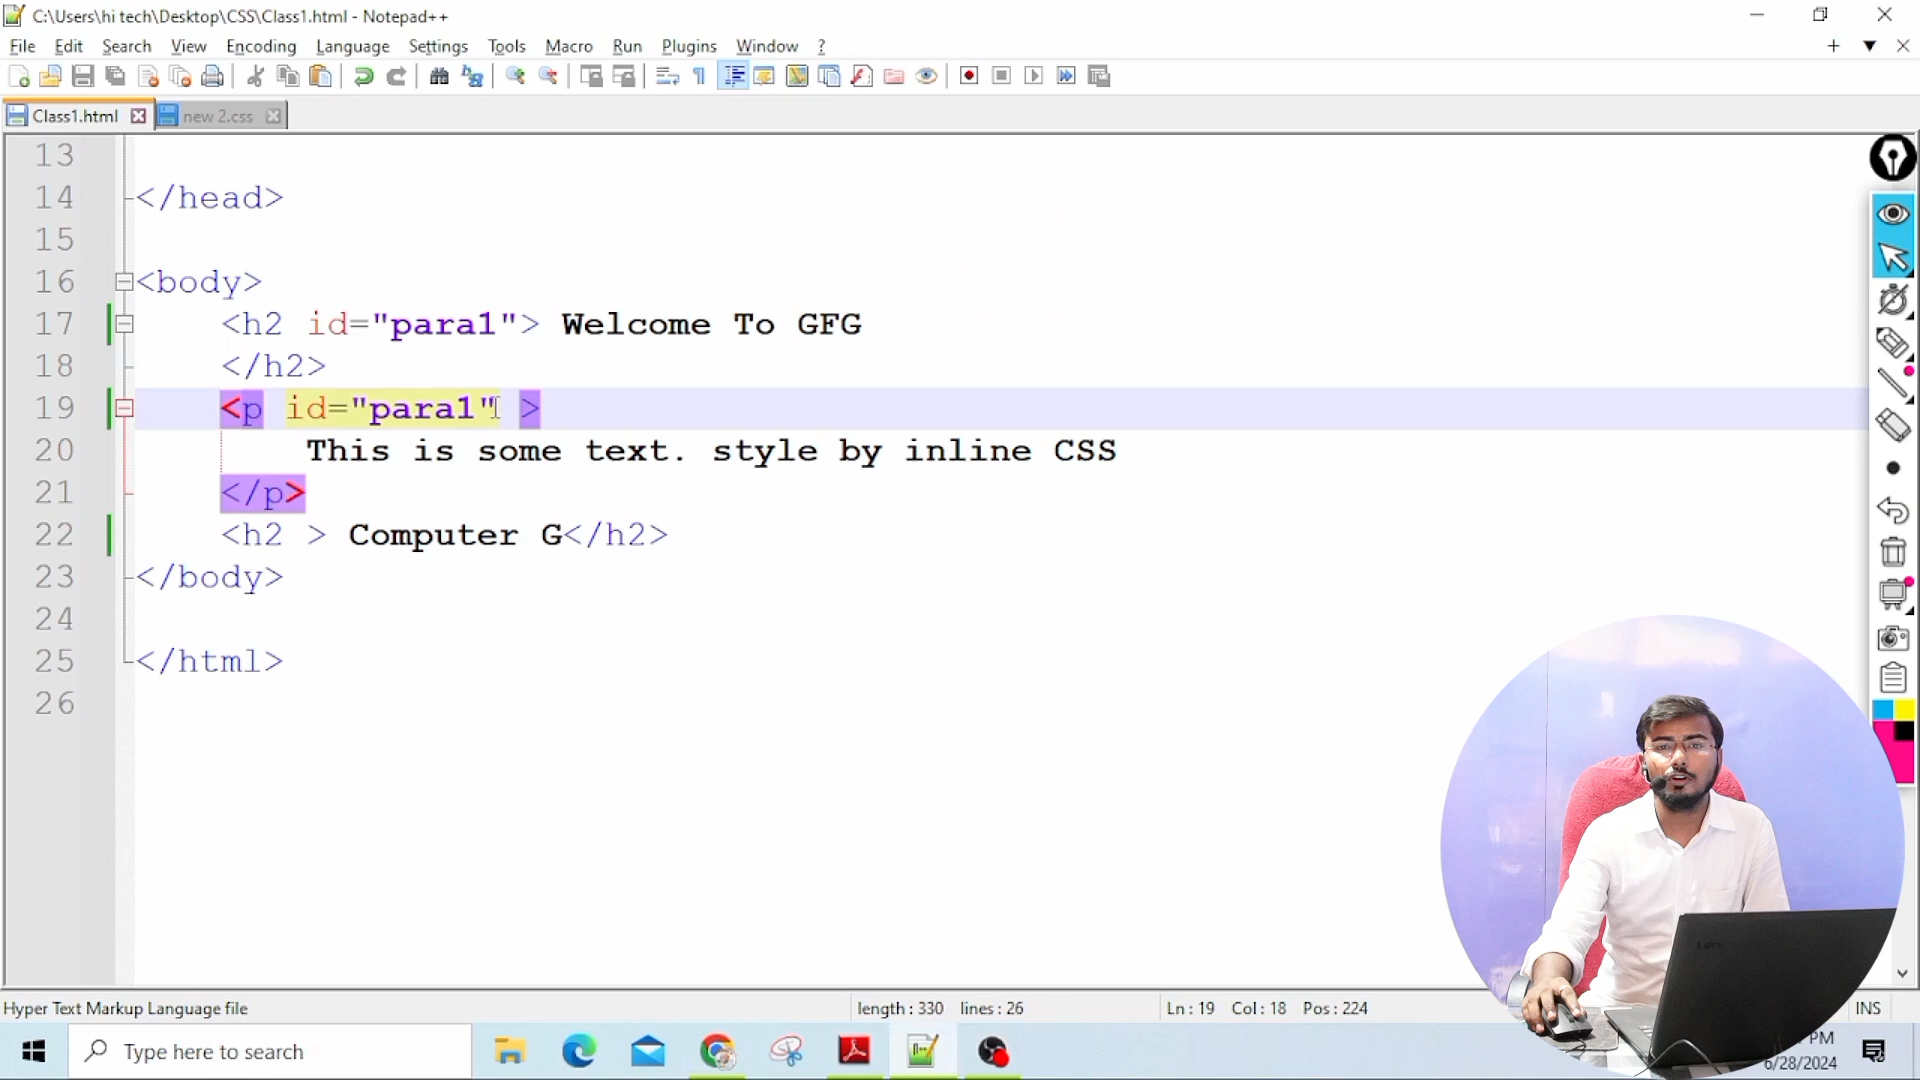 C:\Users\hi tech\Desktop\CSS\Class1.html - Notepad++
File Edit Search View Encoding Language Settings Tools Macro Run Plugins Window ?
Class1.html new 2.css
13
14 </head>
15
16 <body>
17 <h2 id="para1"> Welcome To GFG
18 </h2>
19 <p id="para1" >
20 This is some text. style by inline CSS
21 </p>
22 <h2 > Computer G</h2>
23 </body>
24
25 </html>
26
Hyper Text Markup Language file length : 330 lines : 26 Ln : 19 Col : 18 Pos : 224 INS
Type here to search
PM
6/28/2024